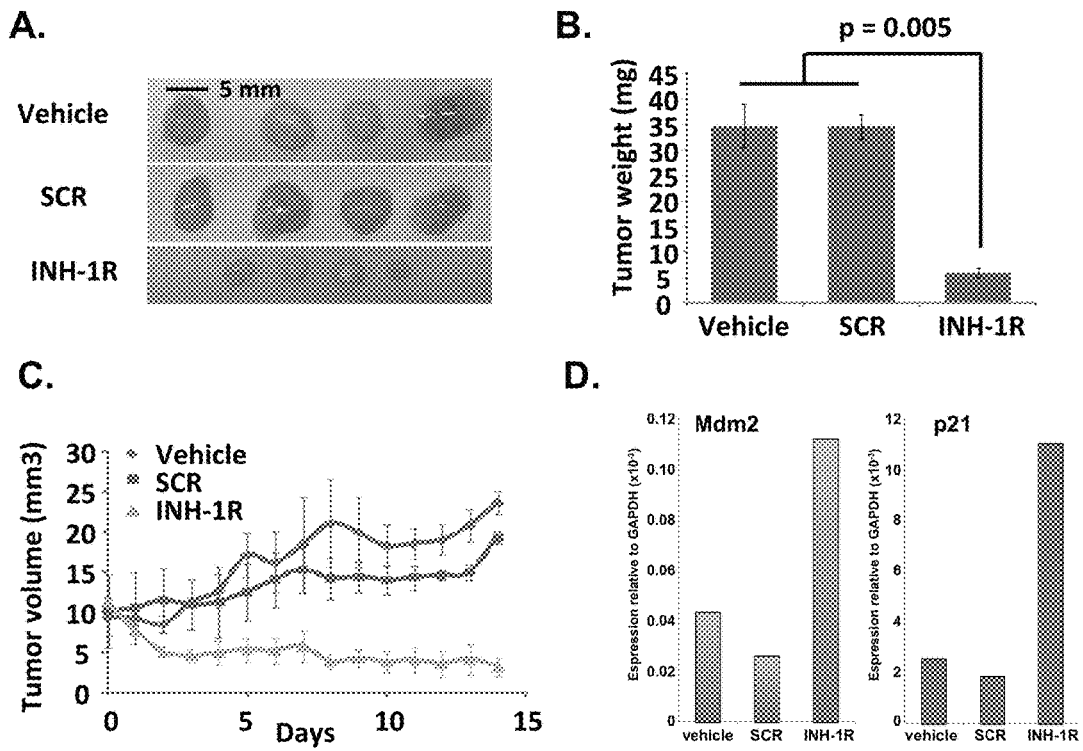 A.
5 mm
Vehicle
SCR
INH-1R
B.
p = 0.005
Tumor weight (mg)
45
40
35
30
25
20
15
10
5
0
Vehicle SCR INH-1R
C.
Tumor volume (mm3)
30
25
20
15
10
5
0
Vehicle
SCR
INH-1R
0 5 10 15
Days
D.
Mdm2
Espression relative to GAPDH (x10⁻³)
0.12
0.10
0.08
0.06
0.04
0.02
0
vehicle SCR INH-1R
p21
Espression relative to GAPDH (x10⁻³)
12
10
8
6
4
2
0
vehicle SCR INH-1R